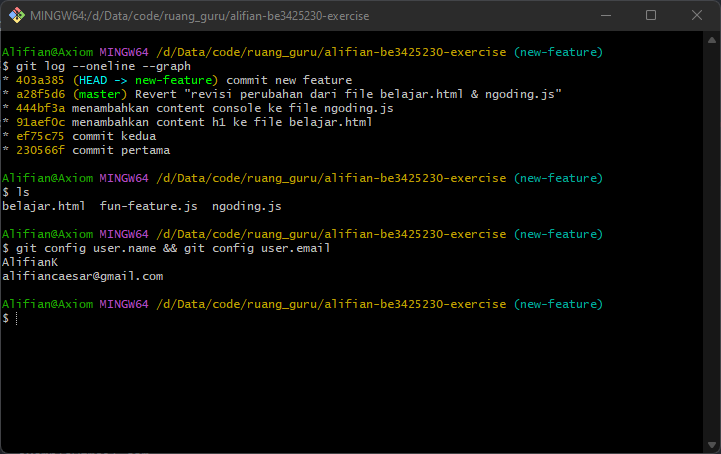 MINGW64:/d/Data/code/ruang_guru/alifian-be3425230-exercise
Alifian@Axiom MINGW64 /d/Data/code/ruang_guru/alifian-be3425230-exercise (new-feature)
$ git log --oneline --graph
* 403a385 (HEAD -> new-feature) commit new feature
* a28f5d6 (master) Revert "revisi perubahan dari file belajar.html & ngoding.js"
* 444bf3a menambahkan content console ke file ngoding.js
* 91aef0c menambahkan content h1 ke file belajar.html
* ef75c75 commit kedua
* 230566f commit pertama
Alifian@Axiom MINGW64 /d/Data/code/ruang_guru/alifian-be3425230-exercise (new-feature)
$ ls
belajar.html  fun-feature.js  ngoding.js
Alifian@Axiom MINGW64 /d/Data/code/ruang_guru/alifian-be3425230-exercise (new-feature)
$ git config user.name && git config user.email
AlifianK
alifiancaesar@gmail.com
Alifian@Axiom MINGW64 /d/Data/code/ruang_guru/alifian-be3425230-exercise (new-feature)
$